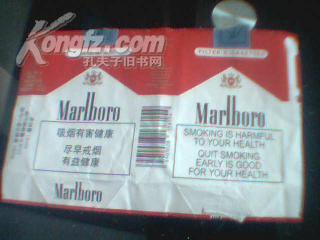 Kongfz.com
孔夫子旧书网
FILTER CIGARETTES
Marlboro
吸烟有害健康
尽早戒烟
有益健康
Marlboro
Marlboro
SMOKING IS HARMFUL
TO YOUR HEALTH
QUIT SMOKING
EARLY IS GOOD
FOR YOUR HEALTH